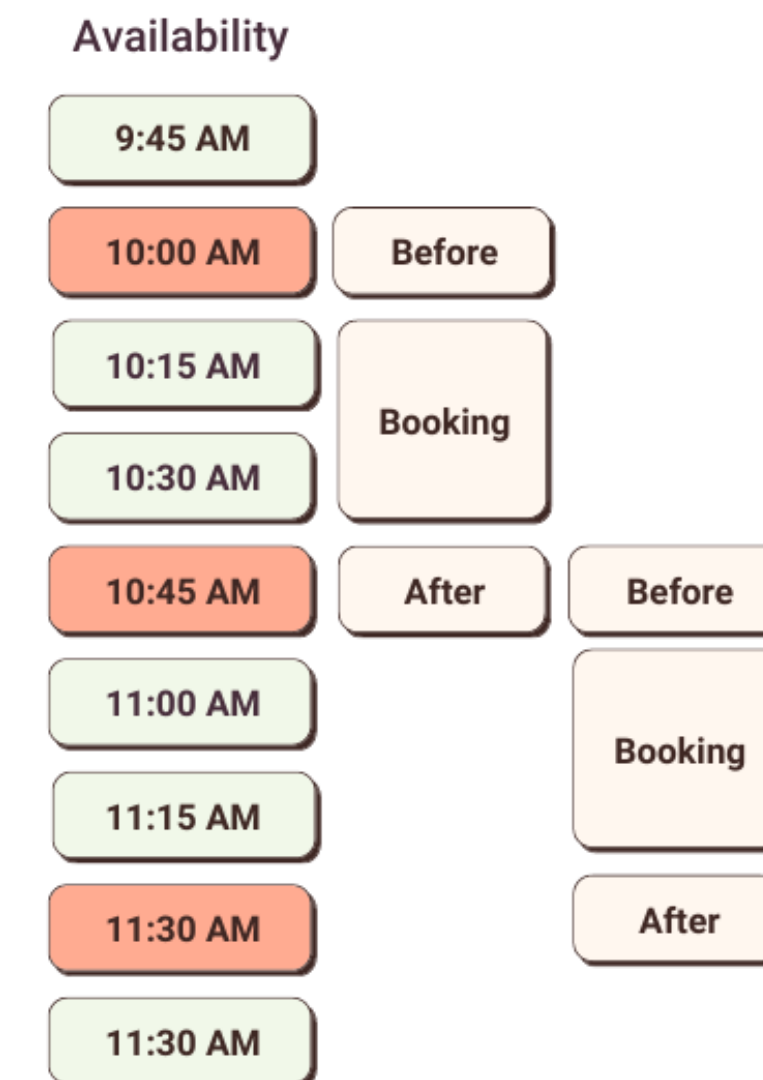 Availability
9:45 AM
10:00 AM Before
10:15 AM
Booking
10:30 AM
10:45 AM After Before
11:00 AM
Booking
11:15 AM
11:30 AM After
11:30 AM